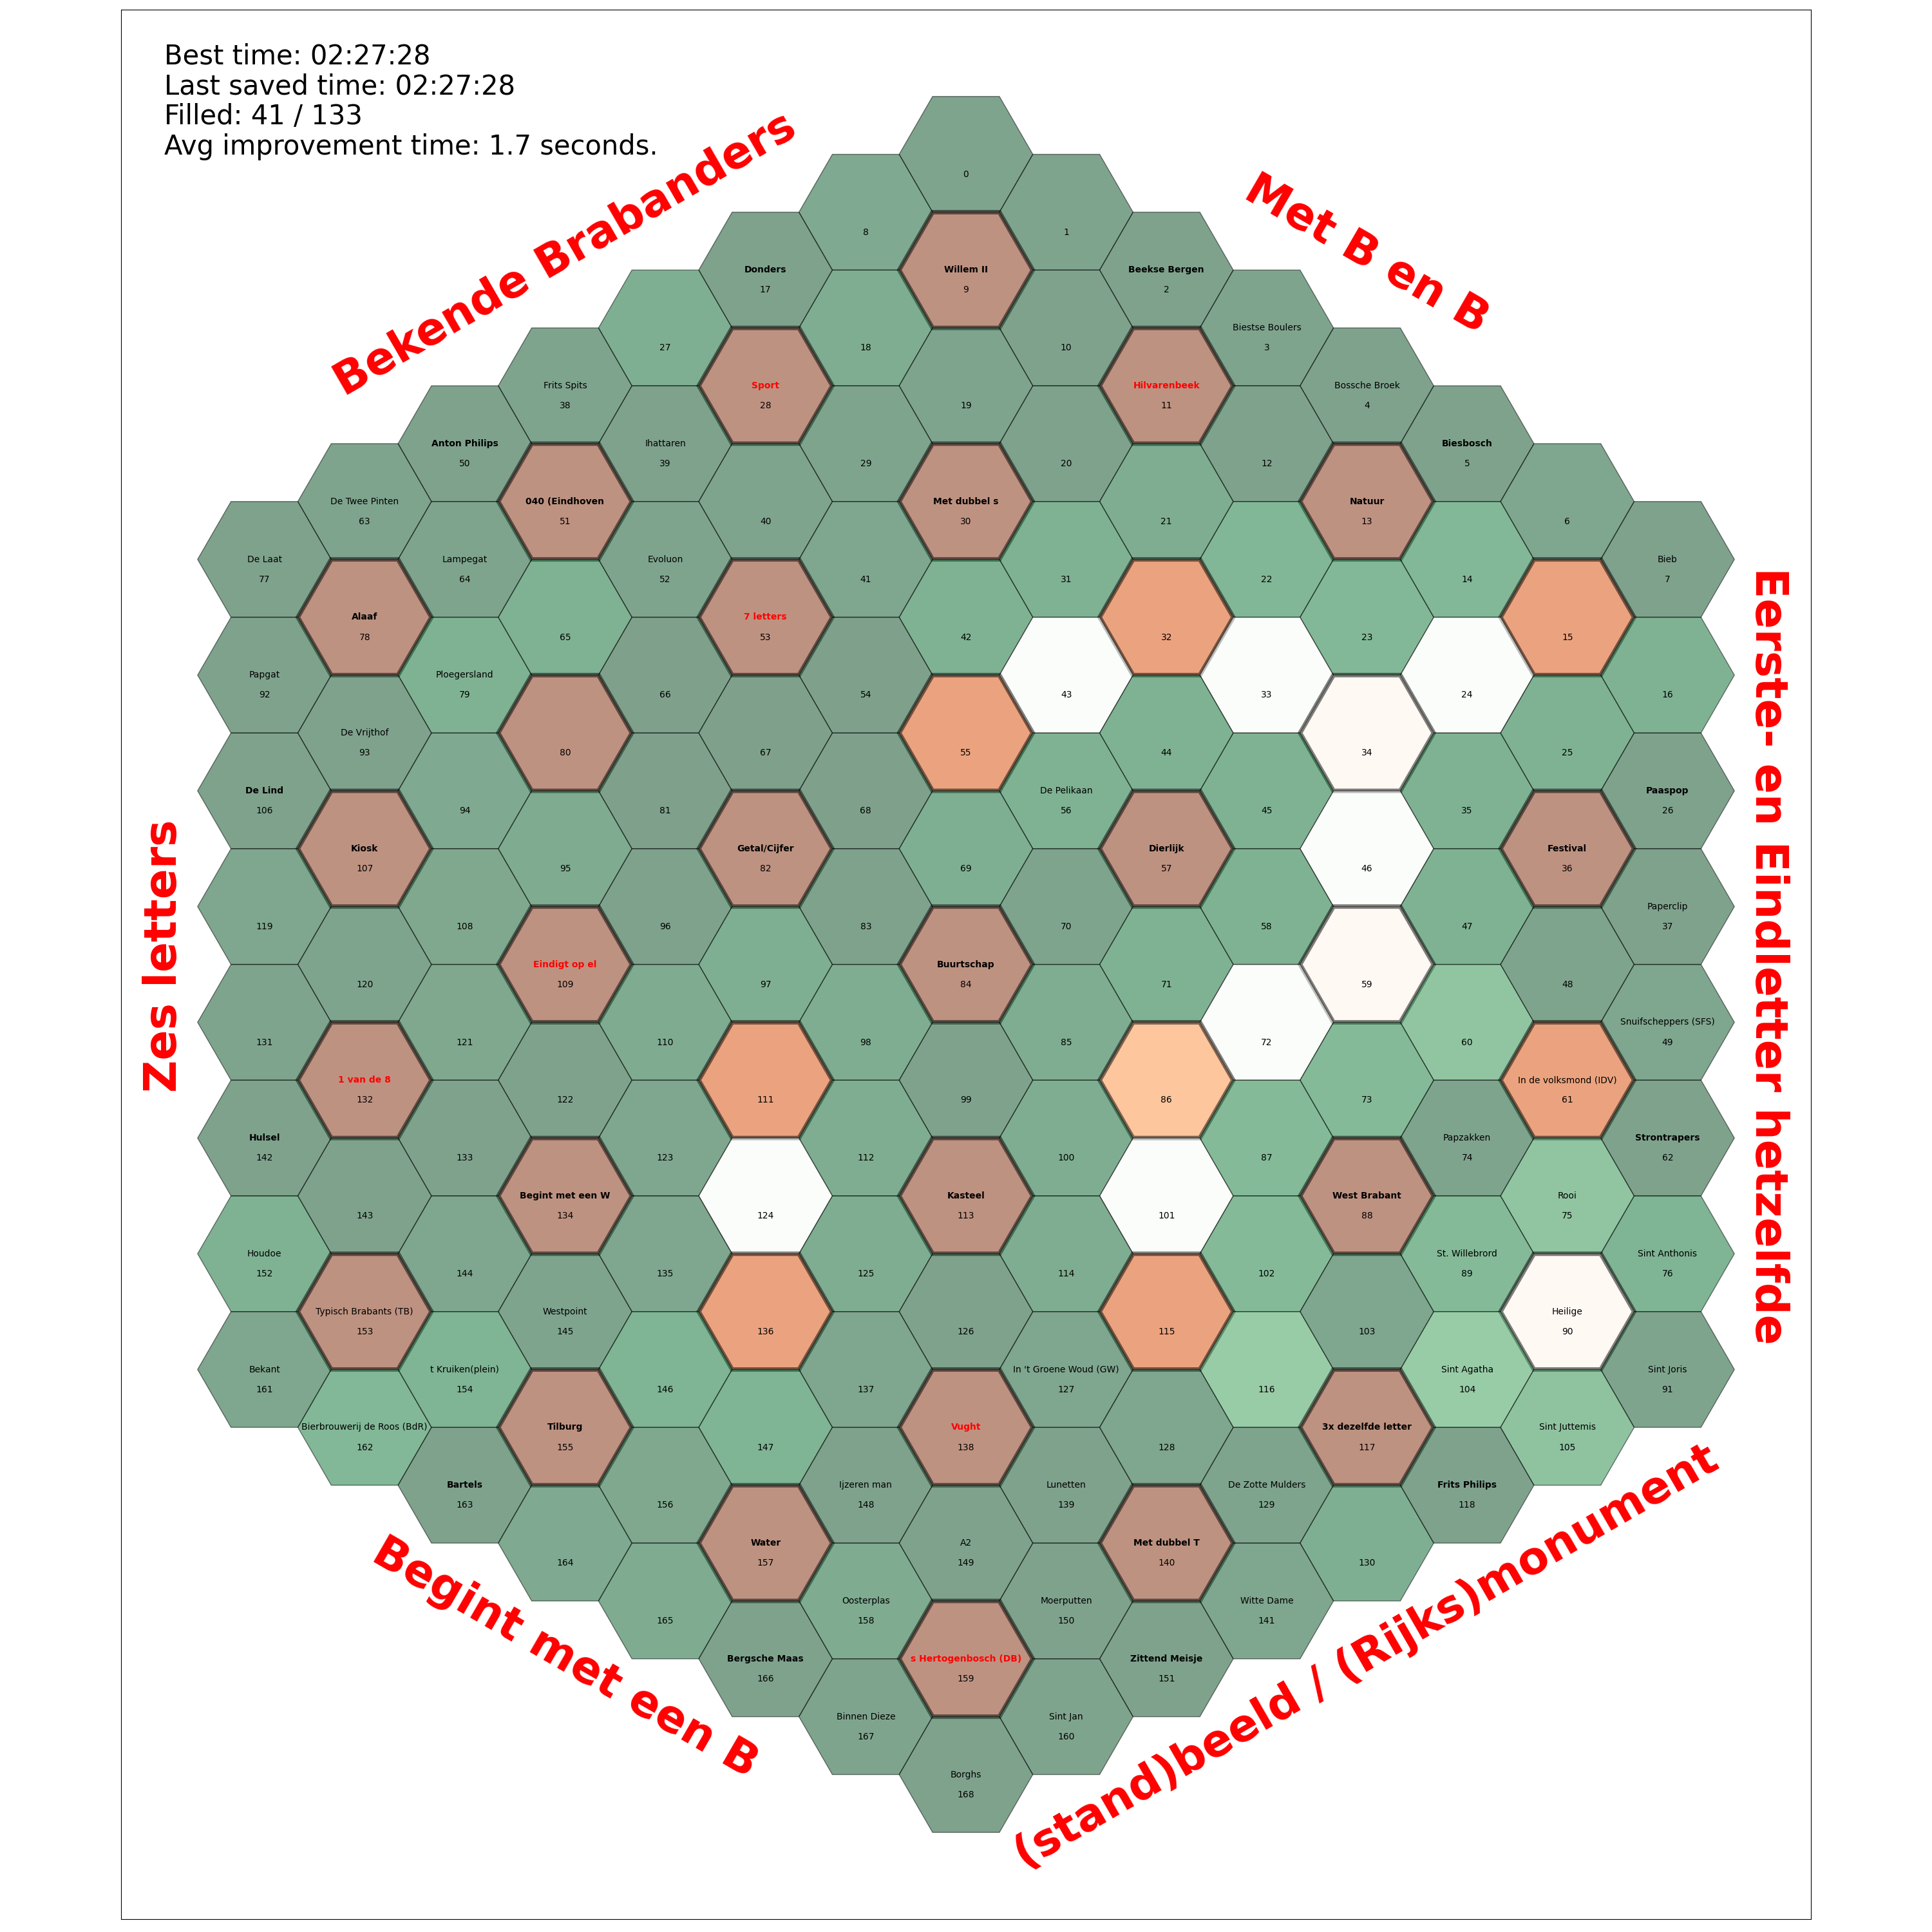 Best time: 02:27:28
Last saved time: 02:27:28
Filled: 41 / 133
Avg improvement time: 1.7 seconds.
Bekende Brabanders
Met B en B
Eerste- en Eindletter hetzelfde
(stand)beeld / (Rijks)monument
Begint met een B
Zes letters
0
1
Beekse Bergen
2
Biestse Boulers
3
Bossche Broek
4
Biesbosch
5
6
Bieb
7
8
Willem II
9
10
Hilvarenbeek
11
12
Natuur
13
14
15
16
Donders
17
18
19
20
21
22
23
24
25
Paaspop
26
27
Sport
28
29
Met dubbel s
30
31
32
33
34
35
Festival
36
Paperclip
37
Frits Spits
38
Ihattaren
39
40
41
42
43
44
45
46
47
48
Snuifscheppers (SFS)
49
Anton Philips
50
040 (Eindhoven
51
Evoluon
52
7 letters
53
54
55
De Pelikaan
56
Dierlijk
57
58
59
60
In de volksmond (IDV)
61
Strontrapers
62
De Twee Pinten
63
Lampegat
64
65
66
67
68
69
70
71
72
73
Papzakken
74
Rooi
75
Sint Anthonis
76
De Laat
77
Alaaf
78
Ploegersland
79
80
81
Getal/Cijfer
82
83
Buurtschap
84
85
86
87
West Brabant
88
St. Willebrord
89
Heilige
90
Sint Joris
91
Papgat
92
De Vrijthof
93
94
95
96
97
98
99
100
101
102
103
Sint Agatha
104
Sint Juttemis
105
De Lind
106
Kiosk
107
108
Eindigt op el
109
110
111
112
Kasteel
113
114
115
116
3x dezelfde letter
117
Frits Philips
118
119
120
121
122
123
124
125
126
In 't Groene Woud (GW)
127
128
De Zotte Mulders
129
130
131
1 van de 8
132
133
Begint met een W
134
135
136
137
Vught
138
Lunetten
139
Met dubbel T
140
Witte Dame
141
Hulsel
142
143
144
Westpoint
145
146
147
Ijzeren man
148
A2
149
Moerputten
150
Zittend Meisje
151
Houdoe
152
Typisch Brabants (TB)
153
t Kruiken(plein)
154
Tilburg
155
156
Water
157
Oosterplas
158
s Hertogenbosch (DB)
159
Sint Jan
160
Bekant
161
Bierbrouwerij de Roos (BdR)
162
Bartels
163
164
165
Bergsche Maas
166
Binnen Dieze
167
Borghs
168